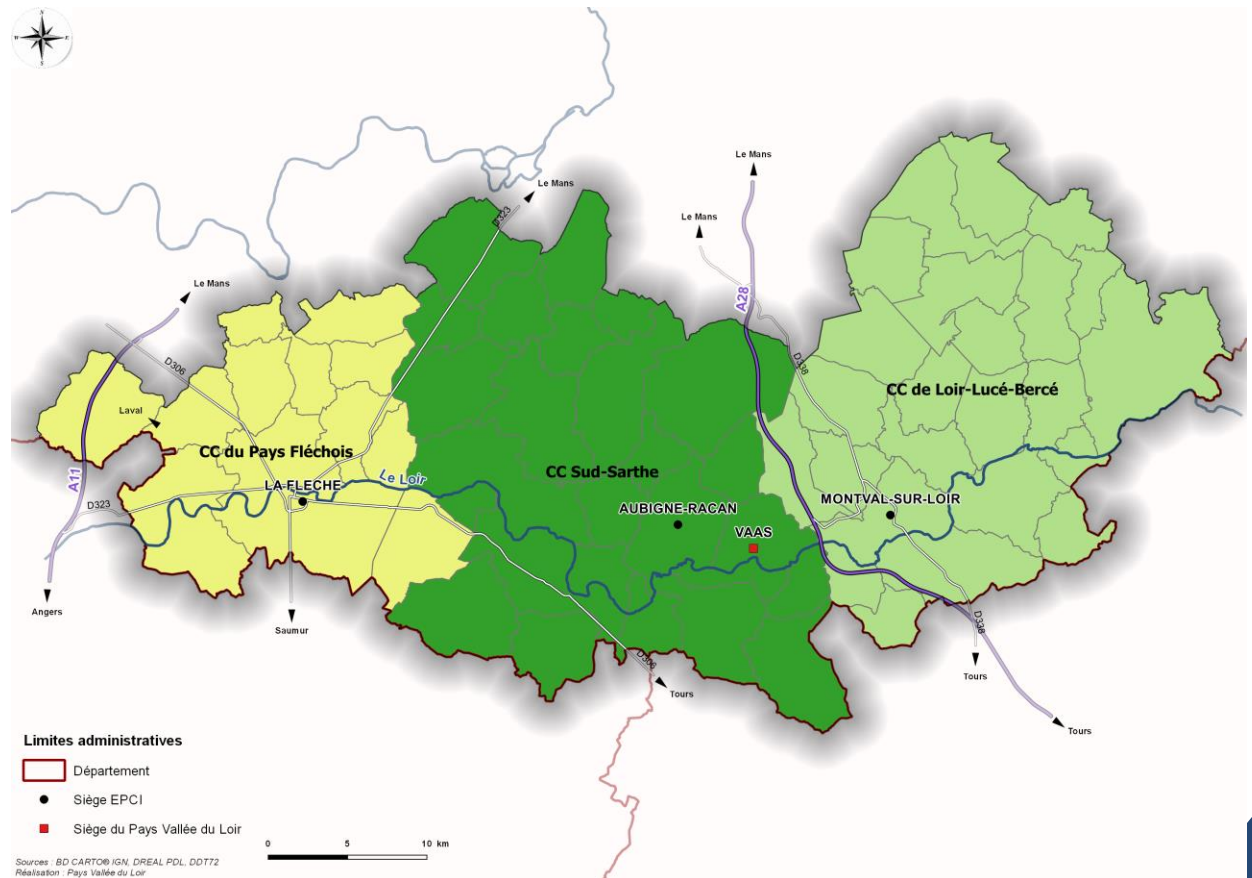 N
W
E
S
Le Mans
Le Mans
Le Mans
D323
Le Mans
A28
A11
D306
D338
Laval
CC de Loir-Lucé-Bercé
CC du Pays Fléchois
CC Sud-Sarthe
Le Loir
LA-FLECHE
D323
AUBIGNE-RACAN
MONTVAL-SUR-LOIR
VAAS
Angers
Saumur
D338
D306
Tours
Tours
Tours
Limites administratives
Département
Siège EPCI
Siège du Pays Vallée du Loir
0 5 10 km
Sources : BD CARTO® IGN, DREAL PDL, DDT72
Réalisation : Pays Vallée du Loir